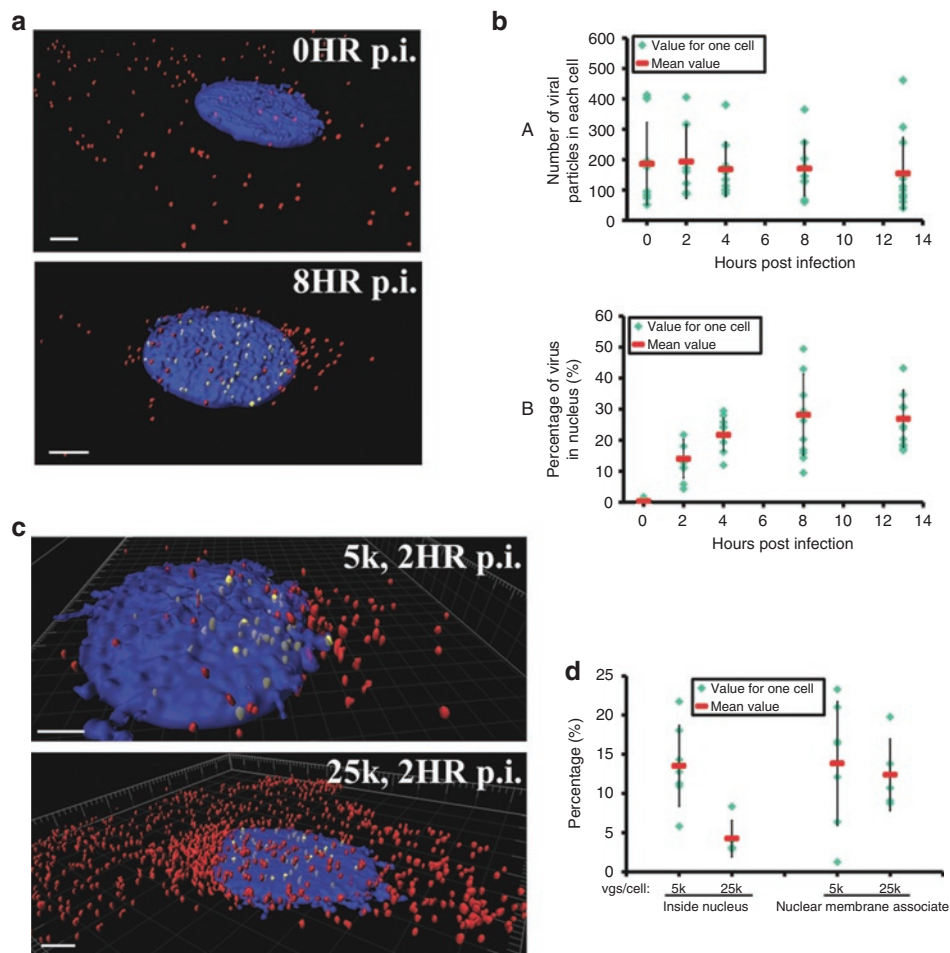 a
0HR p.i.
8HR p.i.
b
A
Number of viral
particles in each cell
600
500
400
300
200
100
0
Value for one cell
Mean value
0 2 4 6 8 10 12 14
Hours post infection
B
Percentage of virus
in nucleus (%)
60
50
40
30
20
10
0
Value for one cell
Mean value
0 2 4 6 8 10 12 14
Hours post infection
c
5k, 2HR p.i.
25k, 2HR p.i.
d
Percentage (%)
25
20
15
10
5
0
Value for one cell
Mean value
vgs/cell: 5k 25k 5k 25k
Inside nucleus Nuclear membrane associate